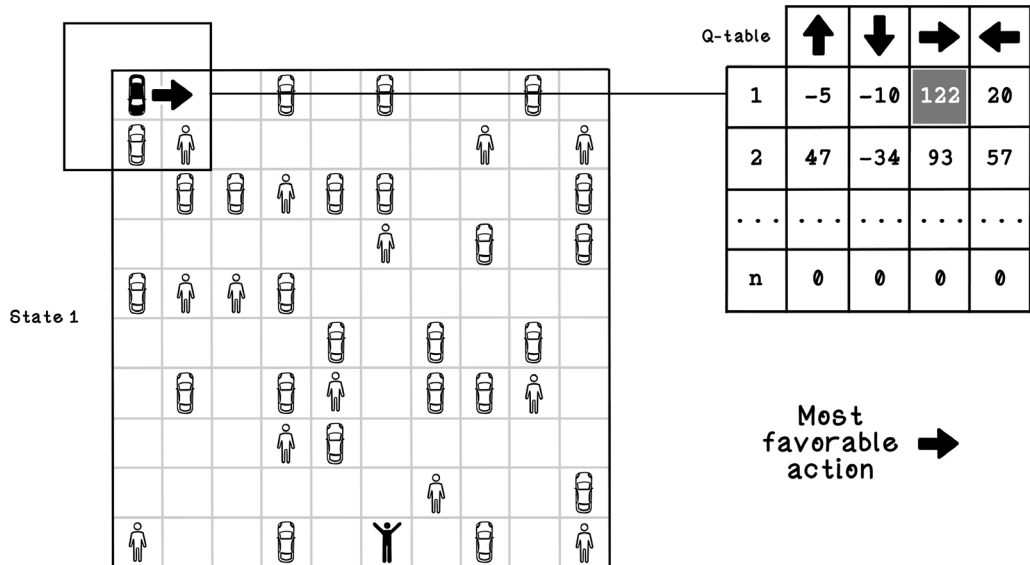 Q-table
1 -5 -10 122 20
2 47 -34 93 57
... ... ... ... ...
n 0 0 0 0
State 1
Most
favorable
action